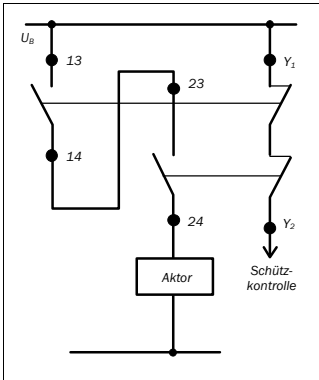 U_B
13
Y_1
23
14
24
Y_2
Aktor
Schütz-
kontrolle